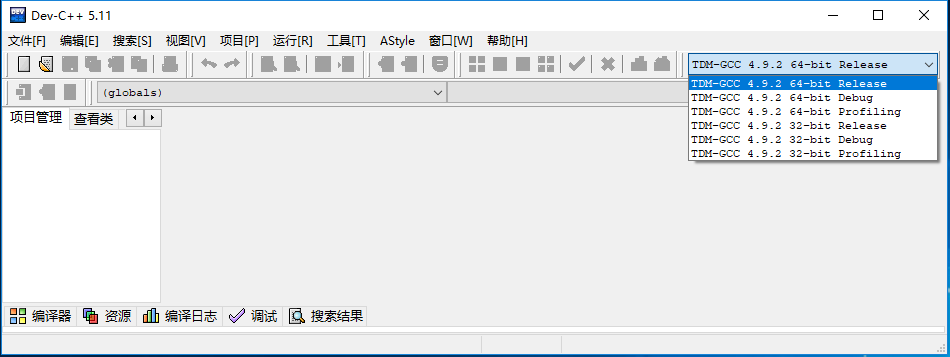 Dev-C++ 5.11
文件[F] 编辑[E] 搜索[S] 视图[V] 项目[P] 运行[R] 工具[T] AStyle 窗口[W] 帮助[H]
TDM-GCC 4.9.2 64-bit Release
TDM-GCC 4.9.2 64-bit Release
TDM-GCC 4.9.2 64-bit Debug
TDM-GCC 4.9.2 64-bit Profiling
TDM-GCC 4.9.2 32-bit Release
TDM-GCC 4.9.2 32-bit Debug
TDM-GCC 4.9.2 32-bit Profiling
(globals)
项目管理 查看类
编译器 资源 编译日志 调试 搜索结果